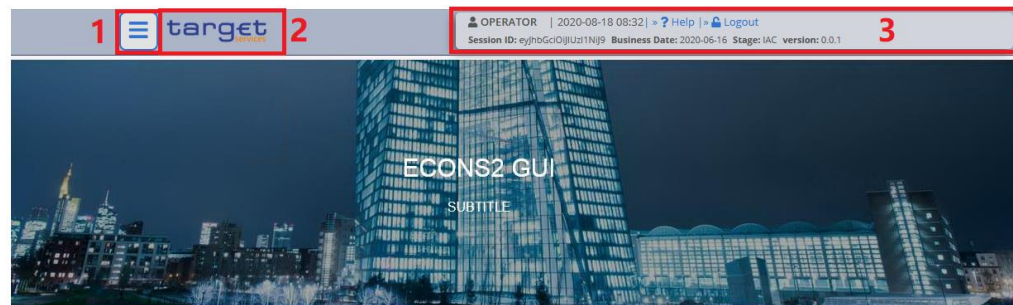 1
target
services
2
OPERATOR | 2020-08-18 08:32| » ? Help |» Logout
Session ID: eyJhbGciOiJIUzI1NiJ9 Business Date: 2020-06-16 Stage: IAC version: 0.0.1
3
ECONS2 GUI
SUBTITLE